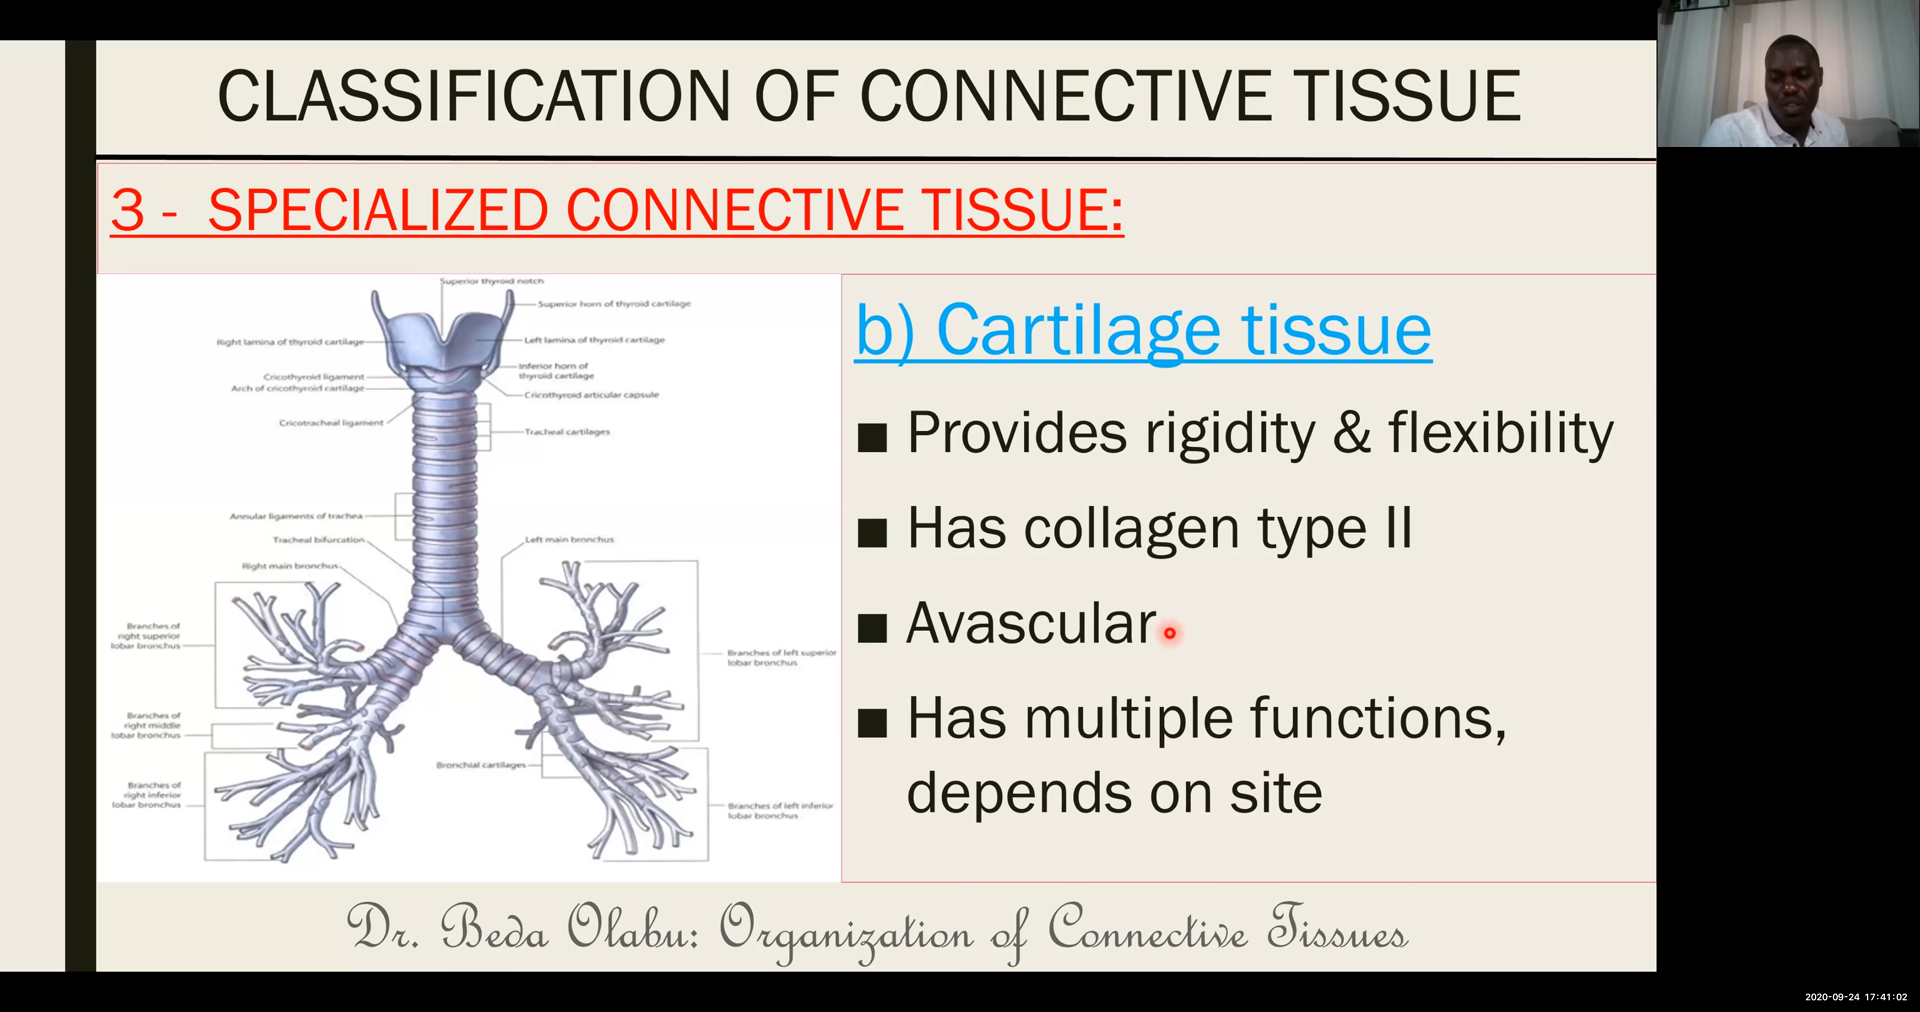 CLASSIFICATION OF CONNECTIVE TISSUE
3 - SPECIALIZED CONNECTIVE TISSUE:
Superior thyroid notch
Superior horn of thyroid cartilage
Right lamina of thyroid cartilage
Left lamina of thyroid cartilage
Inferior horn of
thyroid cartilage
Cricothyroid ligament
Arch of cricothyroid cartilage
Cricothyroid articular capsule
Cricotracheal ligament
Tracheal cartilages
Annular ligaments of trachea
Tracheal bifurcation
Left main bronchus
Right main bronchus
Branches of
right superior
lobar bronchus
Branches of left superior
lobar bronchus
Branches of
right middle
lobar bronchus
Bronchial cartilages
Branches of
right inferior
lobar bronchus
Branches of left inferior
lobar bronchus
b) Cartilage tissue
■ Provides rigidity & flexibility
■ Has collagen type II
■ Avascular
■ Has multiple functions,
depends on site
Dr. Beda Olabu: Organization of Connective Tissues
2020-09-24 17:41:02